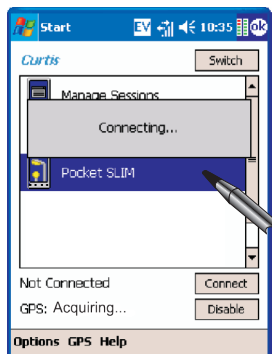 Start EV 10:35 ok
Curtis Switch
Manage Sessions
Connecting...
Pocket SLIM
Not Connected Connect
GPS: Acquiring... Disable
Options GPS Help